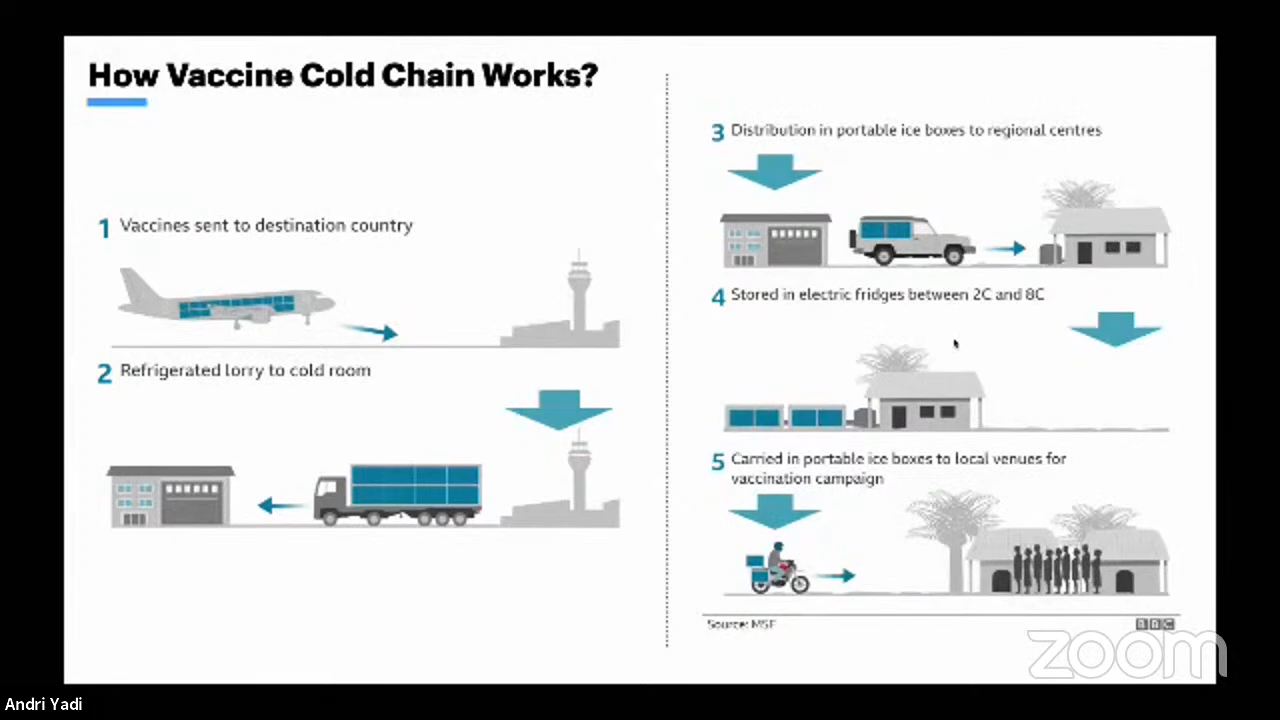 How Vaccine Cold Chain Works?
1 Vaccines sent to destination country
2 Refrigerated lorry to cold room
3 Distribution in portable ice boxes to regional centres
4 Stored in electric fridges between 2C and 8C
5 Carried in portable ice boxes to local venues for
vaccination campaign
Source: MSF
BBC
zoom
Andri Yadi